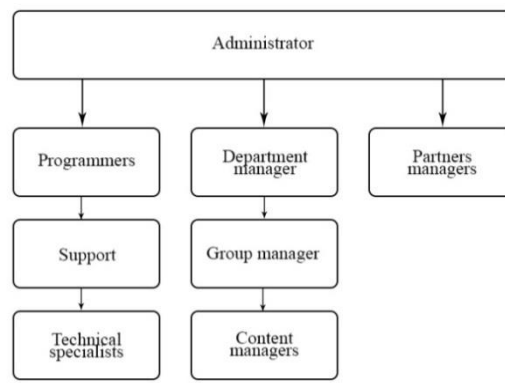 Administrator
Programmers
Department
manager
Partners
managers
Support
Group manager
Technical
specialists
Content
managers